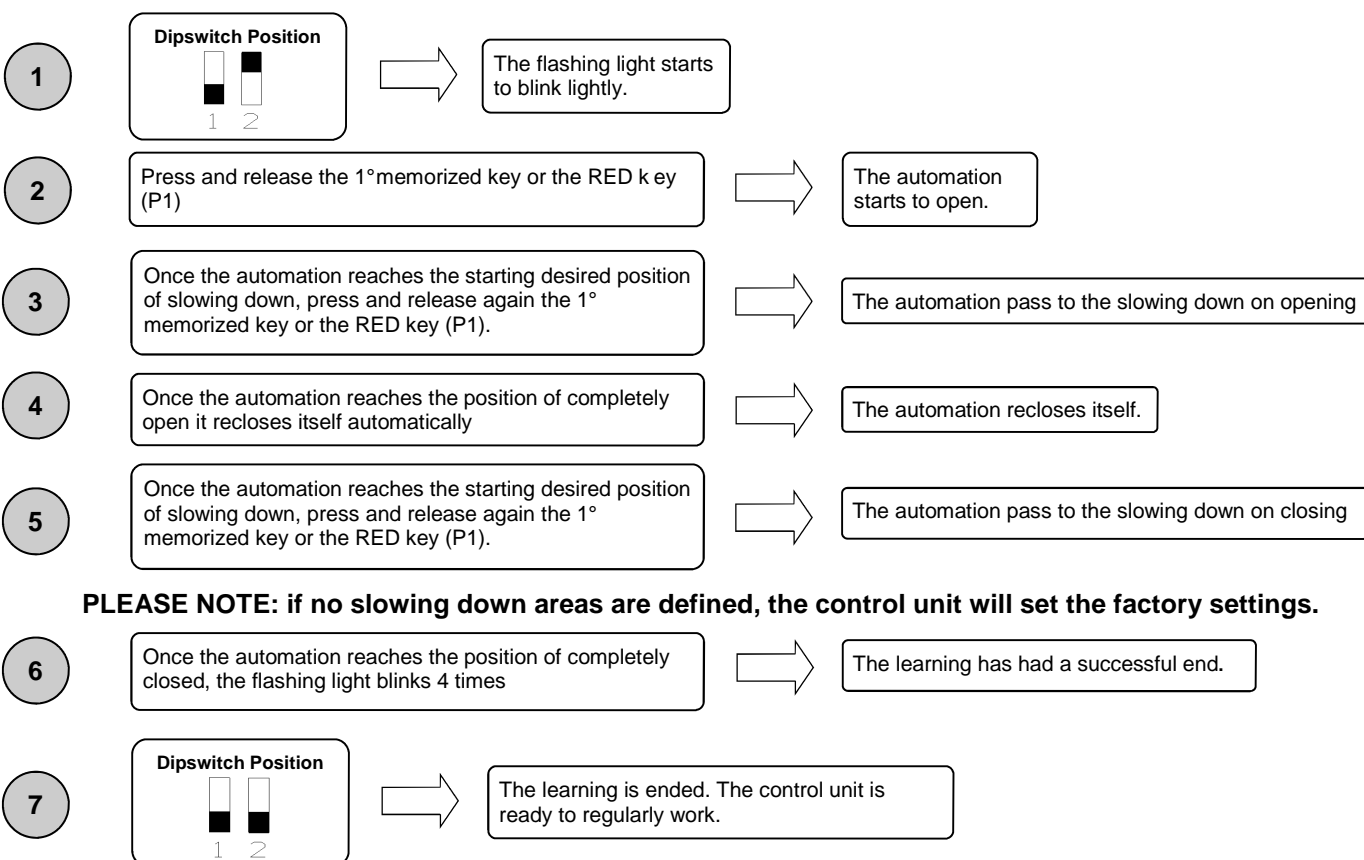 1
Dipswitch Position
1 2
The flashing light starts
to blink lightly.
2
Press and release the 1°memorized key or the RED k ey
(P1)
The automation
starts to open.
3
Once the automation reaches the starting desired position
of slowing down, press and release again the 1°
memorized key or the RED key (P1).
The automation pass to the slowing down on opening
4
Once the automation reaches the position of completely
open it recloses itself automatically
The automation recloses itself.
5
Once the automation reaches the starting desired position
of slowing down, press and release again the 1°
memorized key or the RED key (P1).
The automation pass to the slowing down on closing
PLEASE NOTE: if no slowing down areas are defined, the control unit will set the factory settings.
6
Once the automation reaches the position of completely
closed, the flashing light blinks 4 times
The learning has had a successful end.
7
Dipswitch Position
1 2
The learning is ended. The control unit is
ready to regularly work.